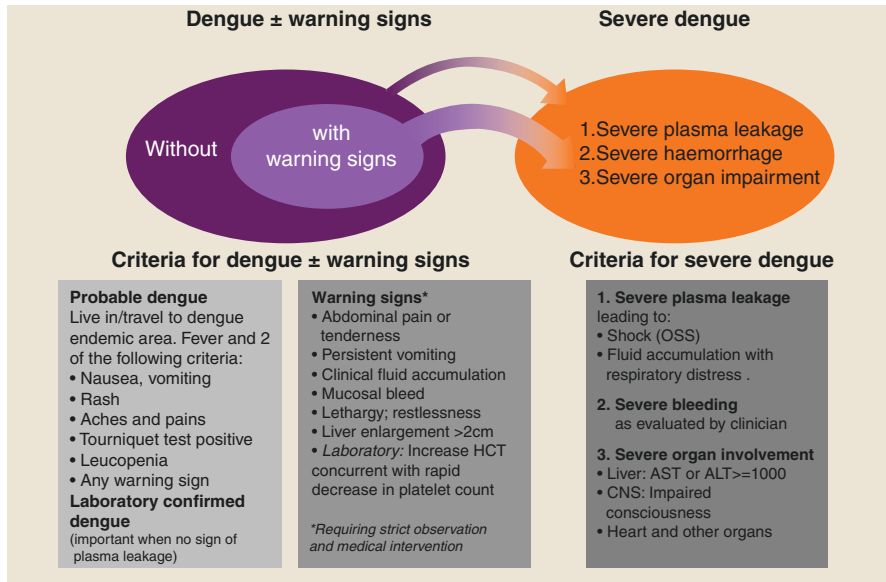 Dengue ± warning signs
Severe dengue
Without
with
warning signs
1.Severe plasma leakage
2.Severe haemorrhage
3.Severe organ impairment
Criteria for dengue ± warning signs
Criteria for severe dengue
Probable dengue
Live in/travel to dengue
endemic area. Fever and 2
of the following criteria:
• Nausea, vomiting
• Rash
• Aches and pains
• Tourniquet test positive
• Leucopenia
• Any warning sign
Laboratory confirmed
dengue
(important when no sign of
plasma leakage)
Warning signs*
• Abdominal pain or
tenderness
• Persistent vomiting
• Clinical fluid accumulation
• Mucosal bleed
• Lethargy; restlessness
• Liver enlargement >2cm
• Laboratory: Increase HCT
concurrent with rapid
decrease in platelet count
*Requiring strict observation
and medical intervention
1. Severe plasma leakage
leading to:
• Shock (OSS)
• Fluid accumulation with
respiratory distress .
2. Severe bleeding
as evaluated by clinician
3. Severe organ involvement
• Liver: AST or ALT>=1000
• CNS: Impaired
consciousness
• Heart and other organs